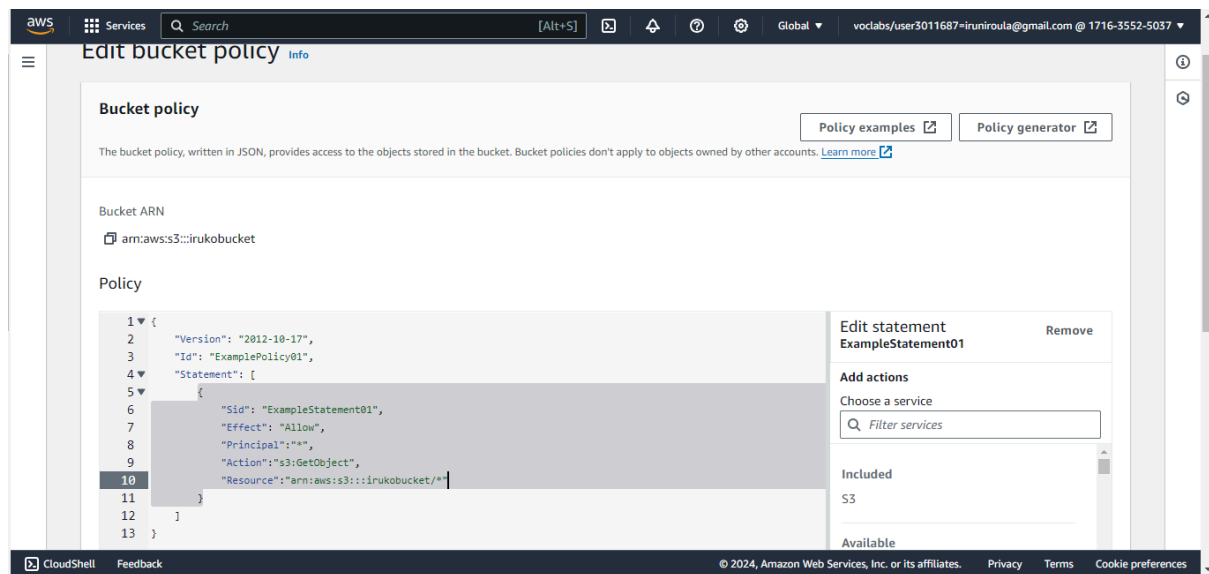 aws
Services
Search
[Alt+S]
Global ▼
voclabs/user3011687=iruniroula@gmail.com @ 1716-3552-5037 ▼
Edit bucket policy Info
Bucket policy
Policy examples
Policy generator
The bucket policy, written in JSON, provides access to the objects stored in the bucket. Bucket policies don't apply to objects owned by other accounts. Learn more
Bucket ARN
arn:aws:s3:::irukobucket
Policy
1 {
2 "Version": "2012-10-17",
3 "Id": "ExamplePolicy01",
4 "Statement": [
5 {
6 "Sid": "ExampleStatement01",
7 "Effect": "Allow",
8 "Principal":"*",
9 "Action":"s3:GetObject",
10 "Resource":"arn:aws:s3:::irukobucket/*"
11 }
12 ]
13 }
Edit statement
Remove
ExampleStatement01
Add actions
Choose a service
Filter services
Included
S3
Available
CloudShell
Feedback
© 2024, Amazon Web Services, Inc. or its affiliates.
Privacy
Terms
Cookie preferences